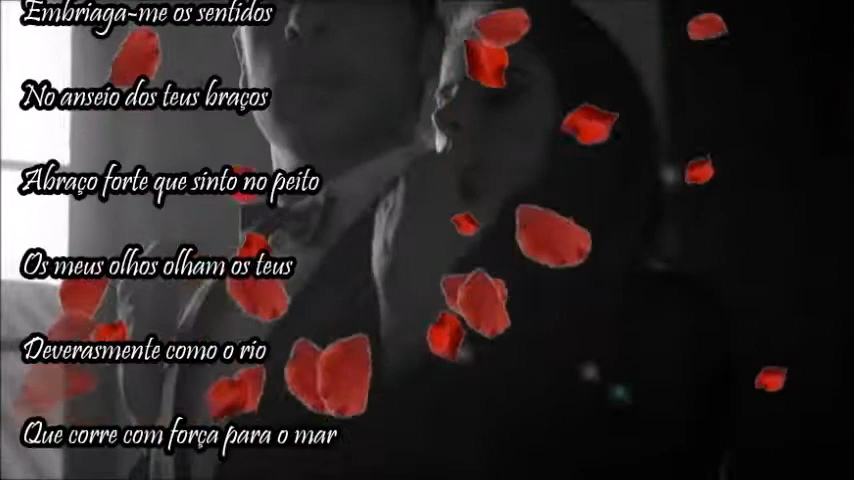 Embriaga-me os sentidos
No anseio dos teus braços
Abraço forte que sinto no peito
Os meus olhos olham os teus
Deverasmente como o rio
Que corre com força para o mar